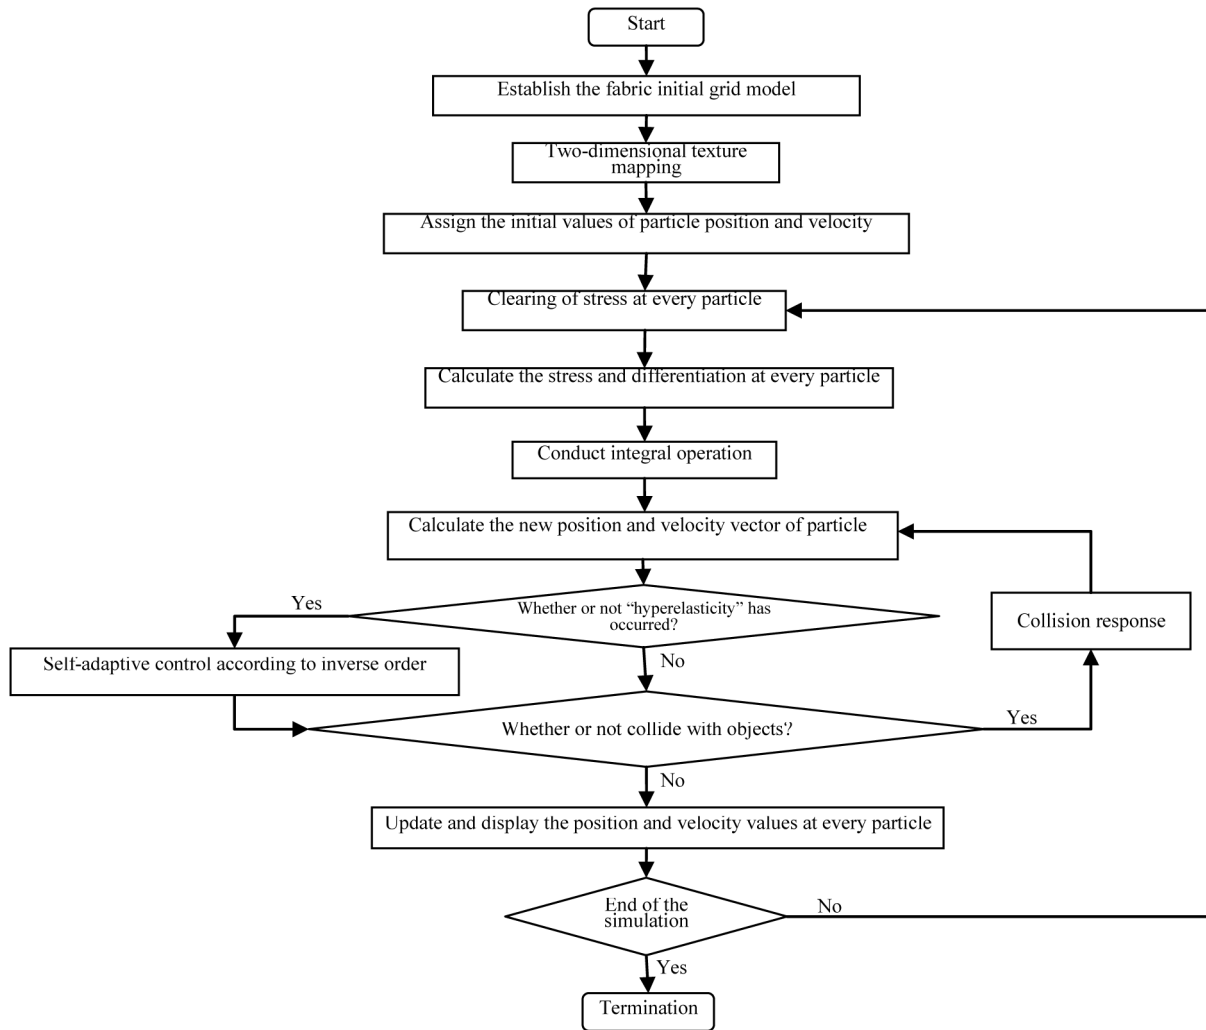 Start
Establish the fabric initial grid model
Two-dimensional texture
mapping
Assign the initial values of particle position and velocity
Clearing of stress at every particle
Calculate the stress and differentiation at every particle
Conduct integral operation
Calculate the new position and velocity vector of particle
Yes
Whether or not “hyperelasticity” has
occurred?
Collision response
Self-adaptive control according to inverse order
No
Whether or not collide with objects?
Yes
No
Update and display the position and velocity values at every particle
End of the
simulation
No
Yes
Termination